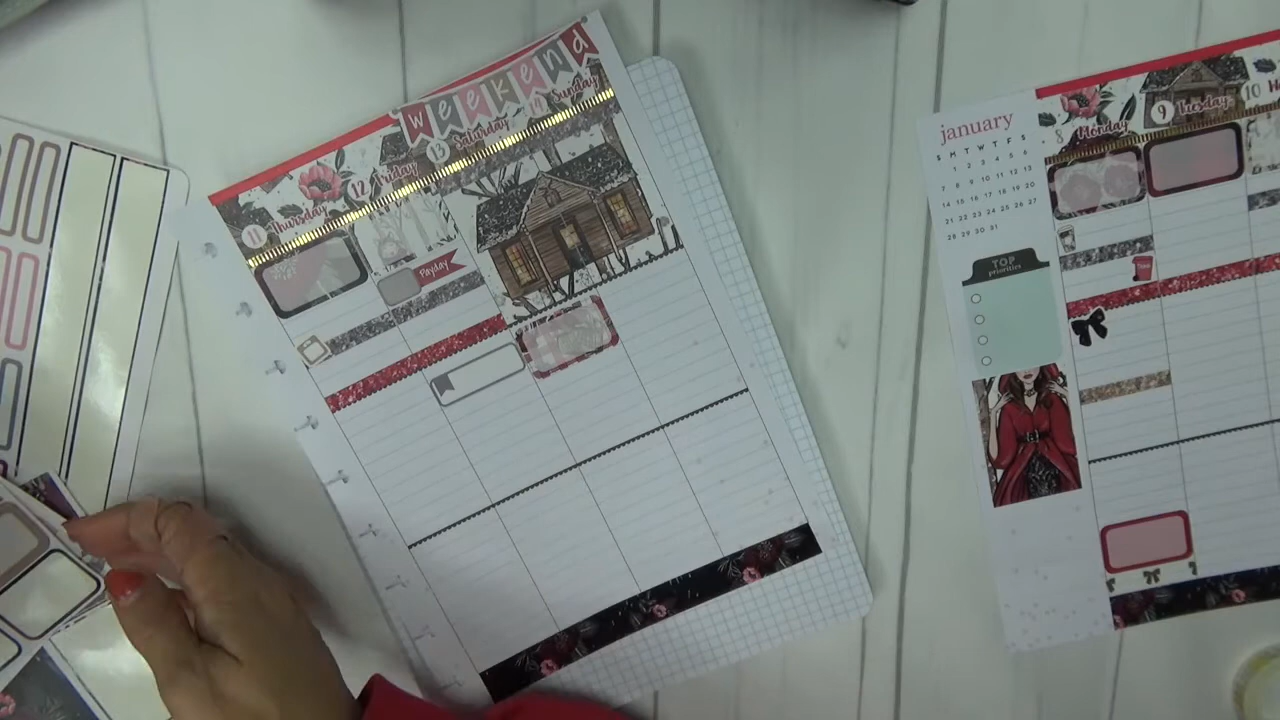 weekend
11 Thursday
12 Friday
13 Saturday
14 Sunday
Payday
january
S M T W T F S
1 2 3 4 5 6
7 8 9 10 11 12 13
14 15 16 17 18 19 20
21 22 23 24 25 26 27
28 29 30 31
TOP
priorities
8 Monday
9 Tuesday
10